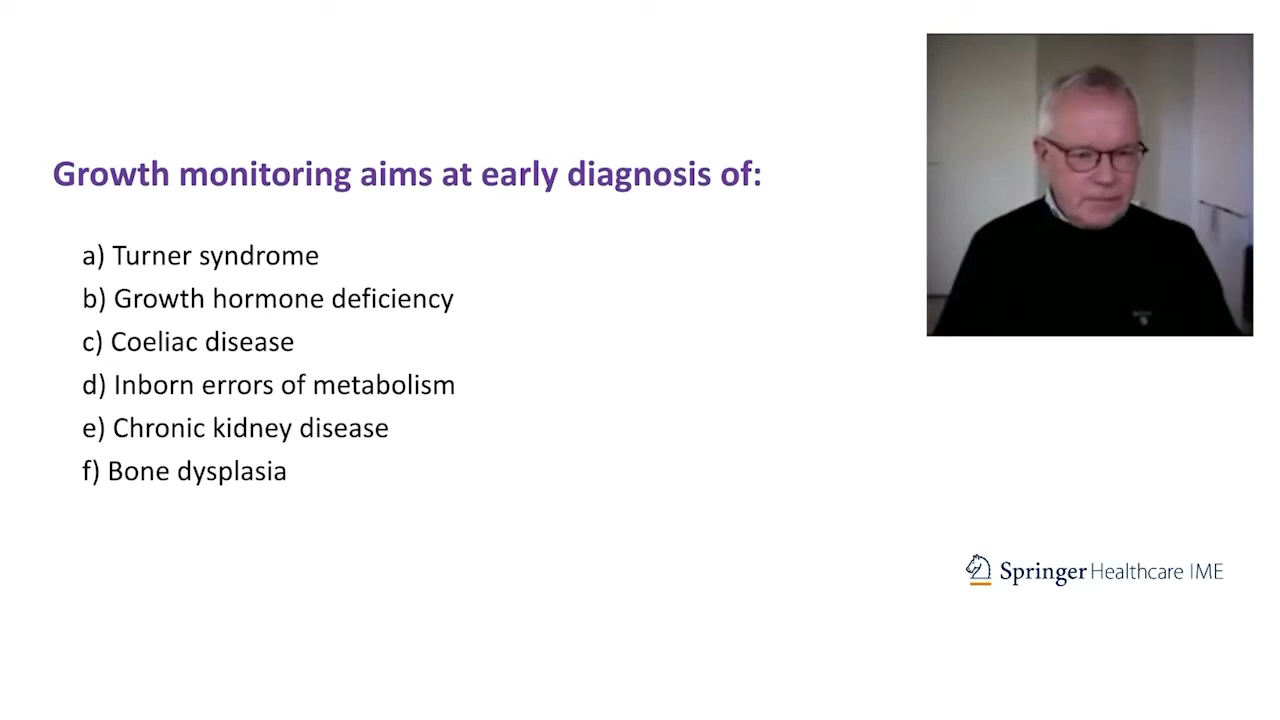 Growth monitoring aims at early diagnosis of:
a) Turner syndrome
b) Growth hormone deficiency
c) Coeliac disease
d) Inborn errors of metabolism
e) Chronic kidney disease
f) Bone dysplasia
Springer Healthcare IME